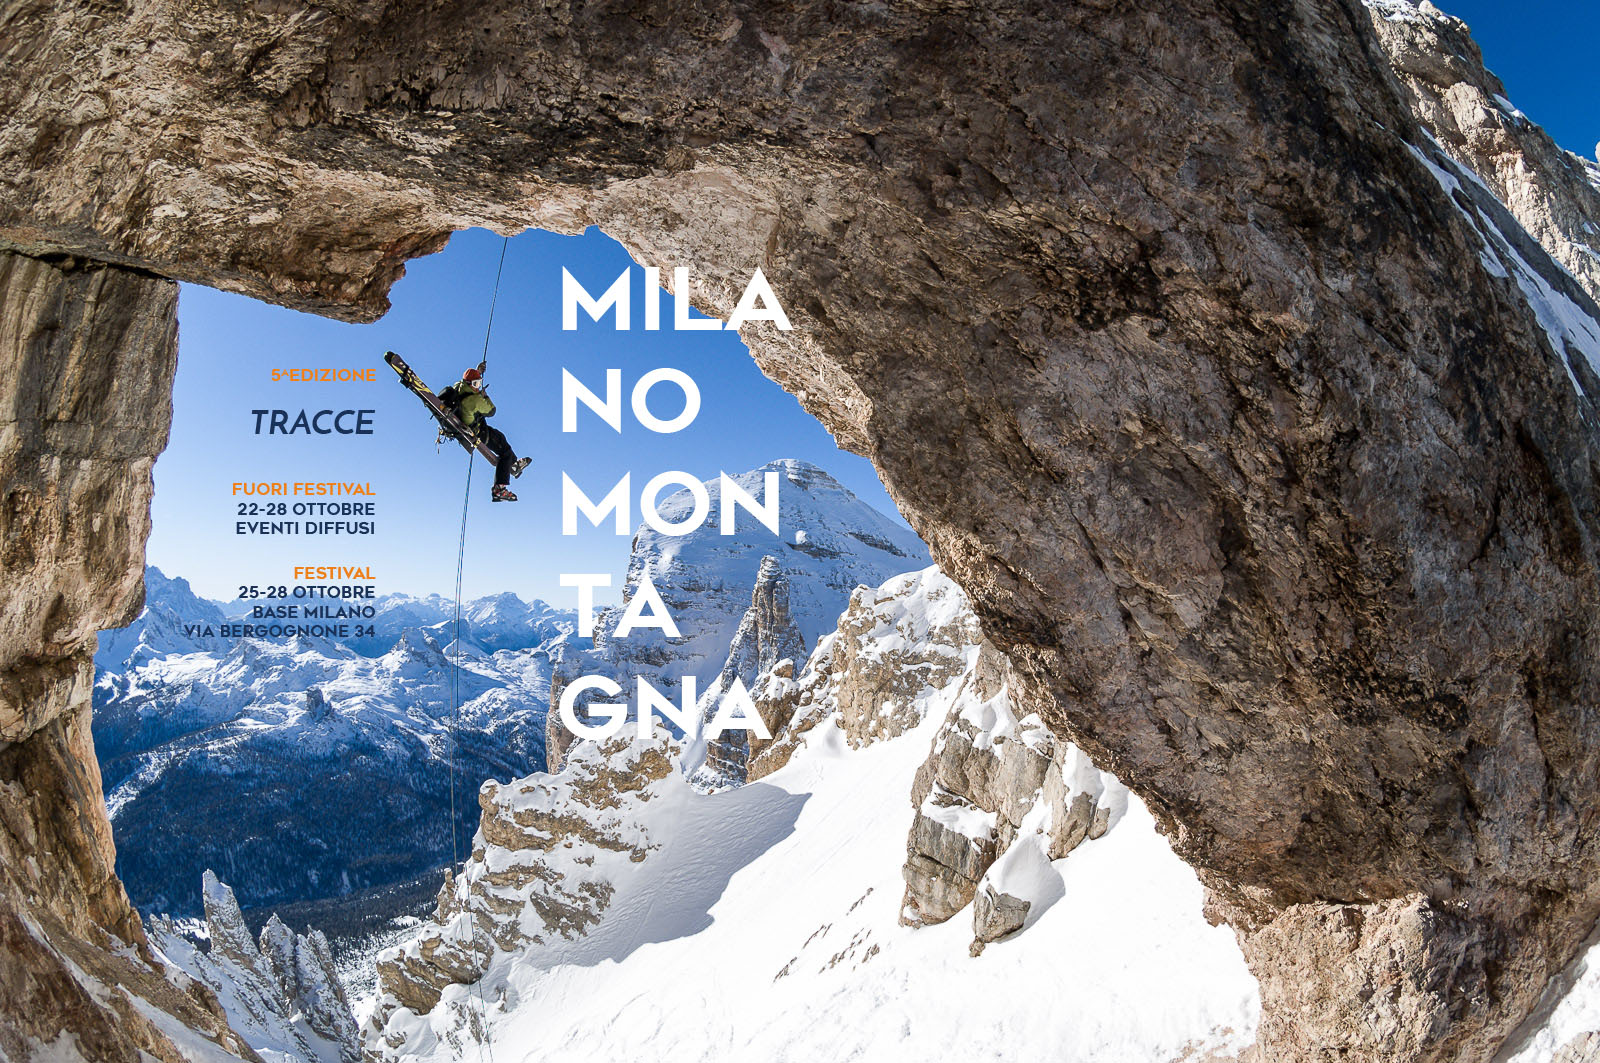 5^EDIZIONE
TRACCE
FUORI FESTIVAL
22-28 OTTOBRE
EVENTI DIFFUSI
FESTIVAL
25-28 OTTOBRE
BASE MILANO
VIA BERGOGNONE 34
MILA
NO
MON
TA
GNA